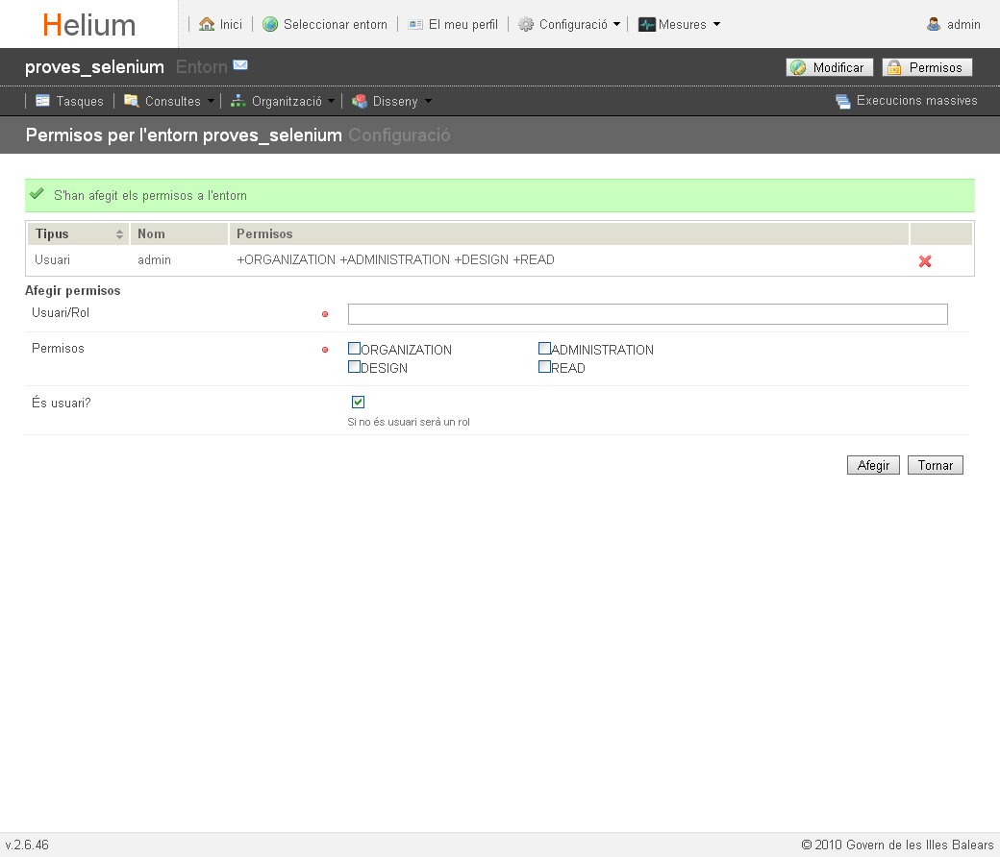 Helium
Inici
Seleccionar entorn
El meu perfil
Configuració
Mesures
admin
proves_selenium Entorn
Modificar
Permisos
Tasques
Consultes
Organització
Disseny
Execucions massives
Permisos per l'entorn proves_selenium Configuració
S'han afegit els permisos a l'entorn
Tipus Nom Permisos
Usuari admin +ORGANIZATION +ADMINISTRATION +DESIGN +READ
Afegir permisos
Usuari/Rol
Permisos
ORGANIZATION ADMINISTRATION
DESIGN READ
És usuari?
Si no és usuari serà un rol
Afegir
Tornar
v.2.6.46
© 2010 Govern de les Illes Balears